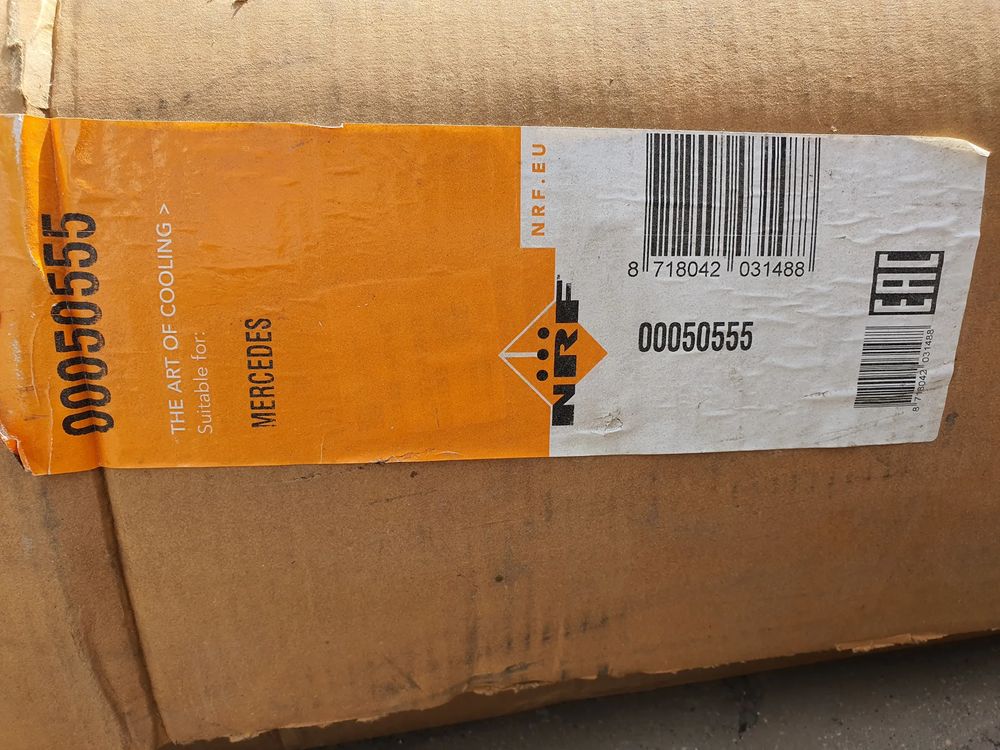 00050555
THE ART OF COOLING >
Suitable for:
MERCEDES
NRF.EU
NRF
8 718042 031488
00050555
EAC
8 718042 031488